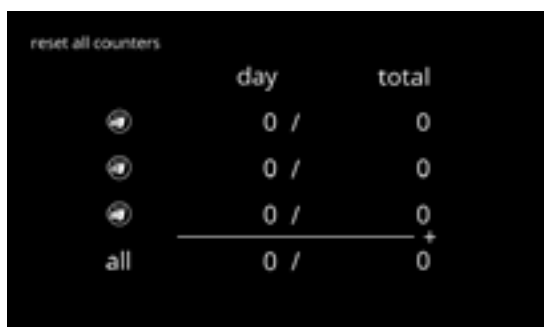 reset all counters
day total
0 / 0
0 / 0
0 / 0
+
all 0 / 0